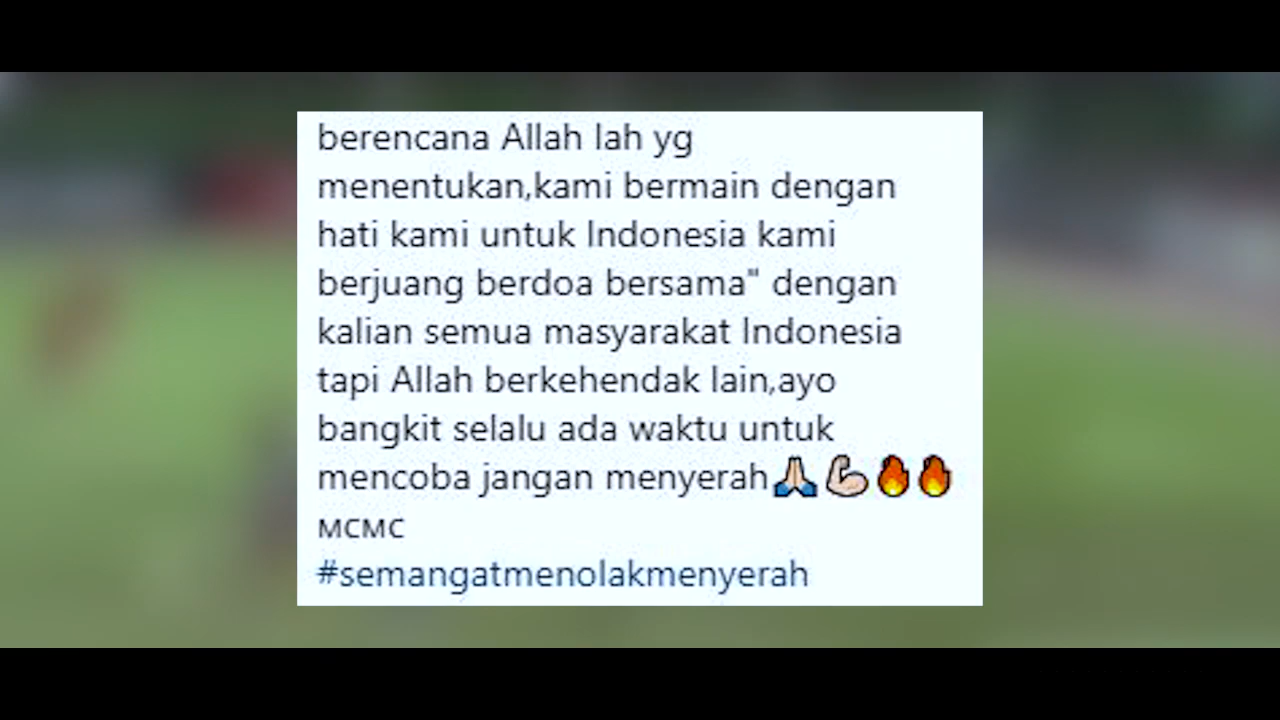 berencana Allah lah yg
menentukan,kami bermain dengan
hati kami untuk Indonesia kami
berjuang berdoa bersama" dengan
kalian semua masyarakat Indonesia
tapi Allah berkehendak lain,ayo
bangkit selalu ada waktu untuk
mencoba jangan menyerah🙏🏻💪🏻🔥🔥
ᴍᴄᴍᴄ
#semangatmenolakmenyerah